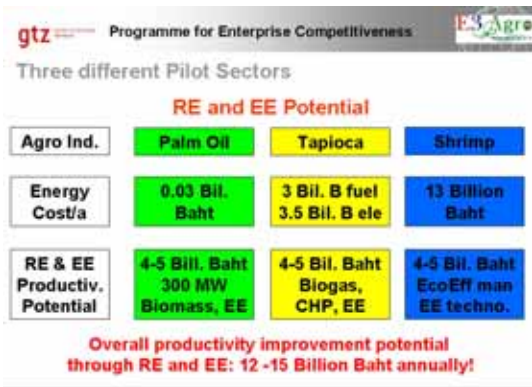 gtz
Programme for Enterprise Competitiveness
E3 Agro
Three different Pilot Sectors
RE and EE Potential
Agro Ind.
Palm Oil
Tapioca
Shrimp
Energy
Cost/a
0.03 Bil.
Baht
3 Bil. B fuel
3.5 Bil. B ele
13 Billion
Baht
RE & EE
Productiv.
Potential
4-5 Bill. Baht
300 MW
Biomass, EE
4-5 Bill. Baht
Biogas,
CHP, EE
4-5 Bill. Baht
EcoEff man
EE techno.
Overall productivity improvement potential
through RE and EE: 12 -15 Billion Baht annually!